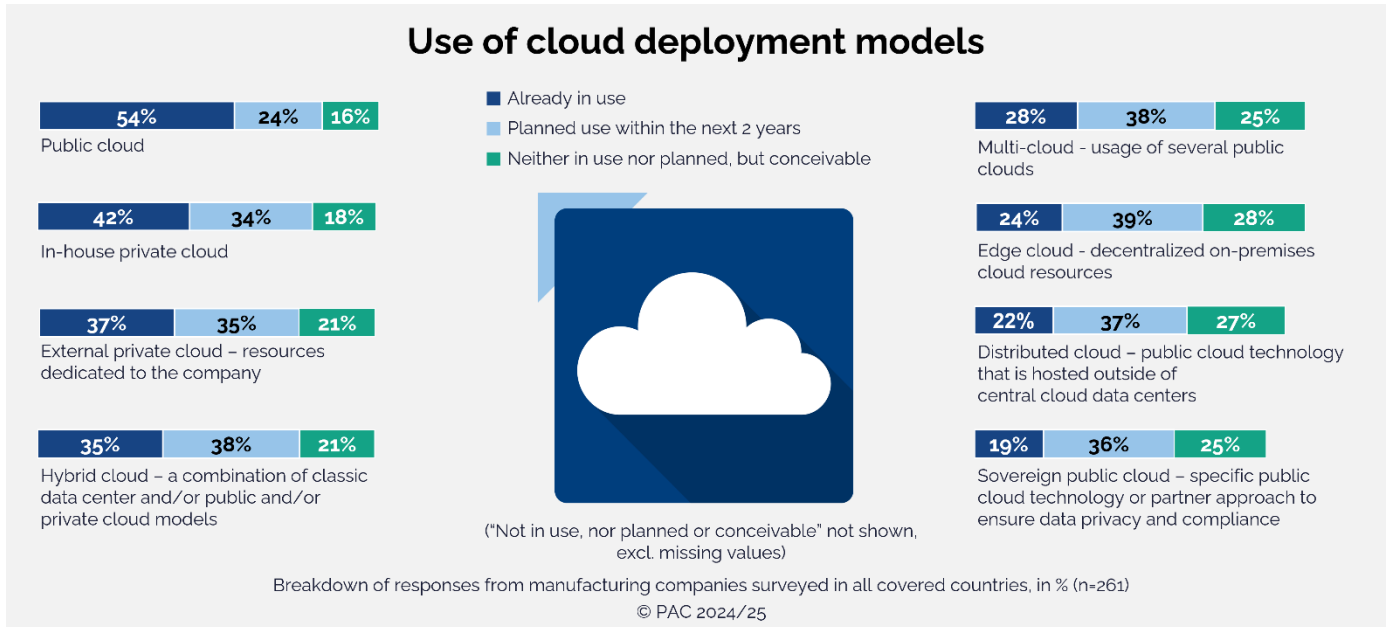 Use of cloud deployment models
54% 24% 16%
Public cloud
42% 34% 18%
In-house private cloud
37% 35% 21%
External private cloud – resources
dedicated to the company
35% 38% 21%
Hybrid cloud – a combination of classic
data center and/or public and/or
private cloud models
Already in use
Planned use within the next 2 years
Neither in use nor planned, but conceivable
28% 38% 25%
Multi-cloud - usage of several public
clouds
24% 39% 28%
Edge cloud - decentralized on-premises
cloud resources
22% 37% 27%
Distributed cloud – public cloud technology
that is hosted outside of
central cloud data centers
19% 36% 25%
Sovereign public cloud – specific public
cloud technology or partner approach to
ensure data privacy and compliance
(“Not in use, nor planned or conceivable” not shown,
excl. missing values)
Breakdown of responses from manufacturing companies surveyed in all covered countries, in % (n=261)
© PAC 2024/25